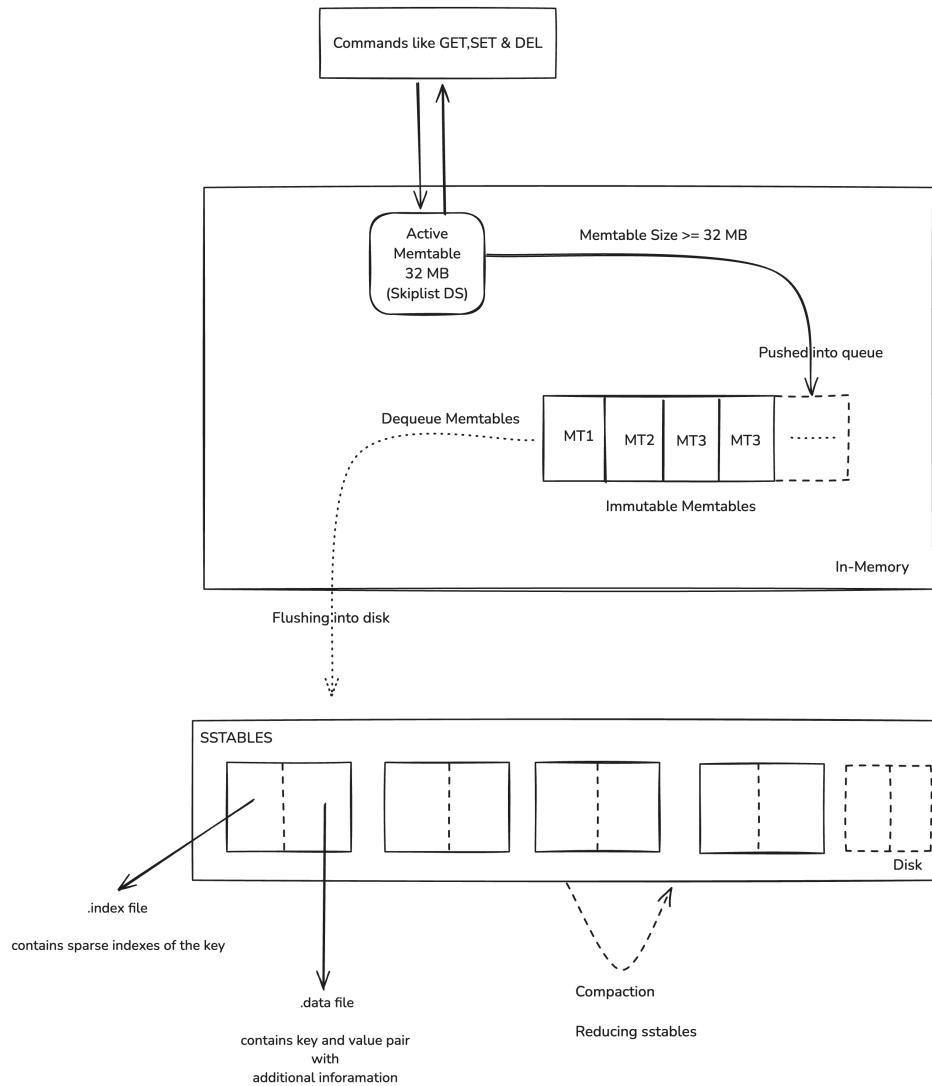 Commands like GET,SET & DEL
Active
Memtable
32 MB
(Skiplist DS)
Memtable Size >= 32 MB
Pushed into queue
Dequeue Memtables
MT1
MT2
MT3
MT3
Immutable Memtables
In-Memory
Flushing into disk
SSTABLES
Disk
.index file
contains sparse indexes of the key
.data file
contains key and value pair
with
additional inforamation
Compaction
Reducing sstables